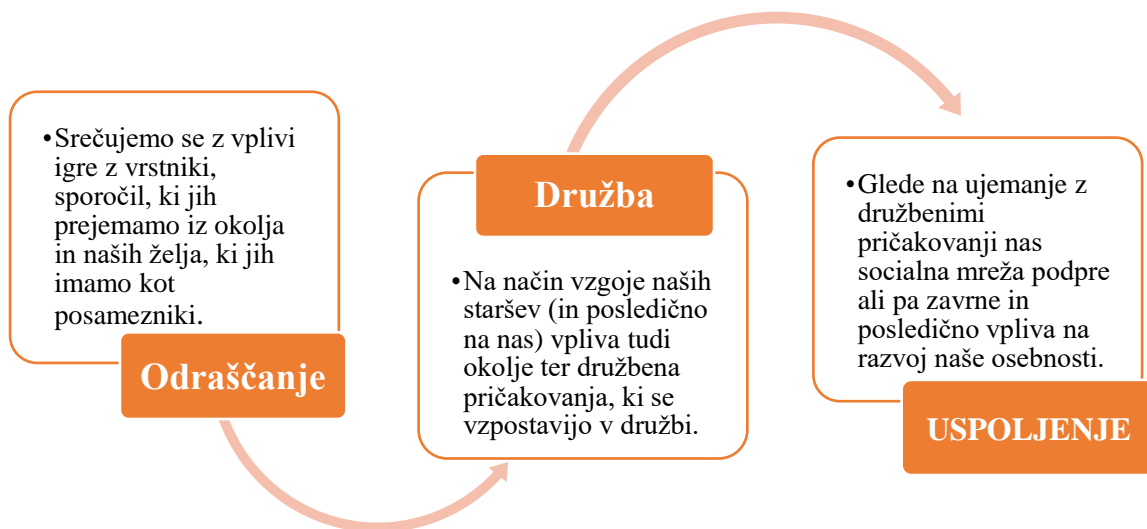 •Srečujemo se z vplivi
igre z vrstniki,
sporočil, ki jih
prejemamo iz okolja
in naših želja, ki jih
imamo kot
posamezniki.
Odraščanje
Družba
•Na način vzgoje naših
staršev (in posledično
na nas) vpliva tudi
okolje ter družbena
pričakovanja, ki se
vzpostavijo v družbi.
•Glede na ujemanje z
družbenimi
pričakovanji nas
socialna mreža podpre
ali pa zavrne in
posledično vpliva na
razvoj naše osebnosti.
USPOLJENJE